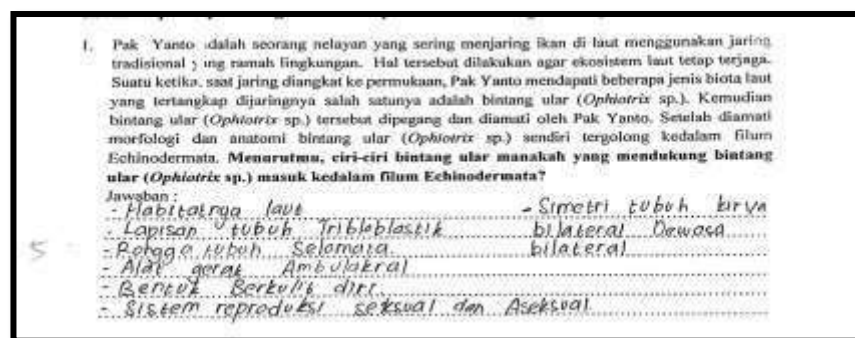 1. Pak Yanto adalah seorang nelayan yang sering menjaring ikan di laut menggunakan jaring
tradisional yang ramah lingkungan. Hal tersebut dilakukan agar ekosistem laut tetap terjaga.
Suatu ketika, saat jaring diangkat ke permukaan, Pak Yanto mendapati beberapa jenis biota laut
yang tertangkap dijaringnya salah satunya adalah bintang ular (Ophiotrix sp.). Kemudian
bintang ular (Ophiotrix sp.) tersebut dipegang dan diamati oleh Pak Yanto. Setelah diamati
morfologi dan anatomi bintang ular (Ophiotrix sp.) sendiri tergolong kedalam filum
Echinodermata. Menurutmu, ciri-ciri bintang ular manakah yang mendukung bintang
ular (Ophiotrix sp.) masuk kedalam filum Echinodermata?
Jawaban :
- Habitatnya laut - Simetri tubuh
- Lapisan tubuh Tribloblastik bilateral Dewasa
- Rongga tubuh Selomata bilateral
5
- Alat gerak Ambulakral
- Bentuk Berkulit diri
- Sistem reproduksi seksual dan Aseksual